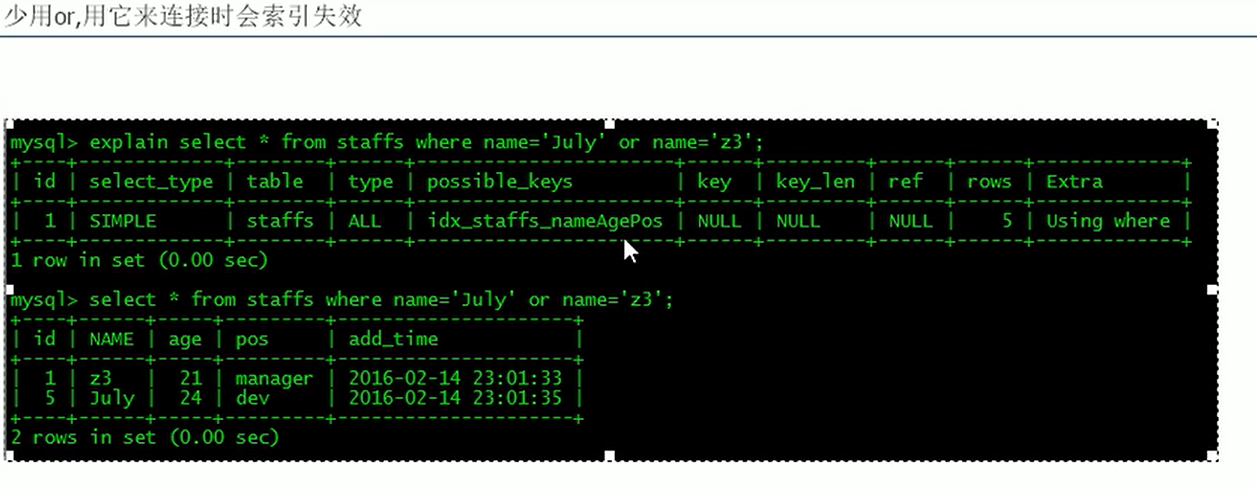 少用or,用它来连接时会索引失效
mysql> explain select * from staffs where name='July' or name='z3';
+----+-------------+--------+------+-----------------------+------+---------+------+------+-------------+
| id | select_type | table | type | possible_keys | key | key_len | ref | rows | Extra |
+----+-------------+--------+------+-----------------------+------+---------+------+------+-------------+
| 1 | SIMPLE | staffs | ALL | idx_staffs_nameAgePos | NULL | NULL | NULL | 5 | Using where |
+----+-------------+--------+------+-----------------------+------+---------+------+------+-------------+
1 row in set (0.00 sec)
mysql> select * from staffs where name='July' or name='z3';
+----+------+-----+---------+---------------------+
| id | NAME | age | pos | add_time |
+----+------+-----+---------+---------------------+
| 1 | z3 | 21 | manager | 2016-02-14 23:01:33 |
| 5 | July | 24 | dev | 2016-02-14 23:01:35 |
+----+------+-----+---------+---------------------+
2 rows in set (0.00 sec)